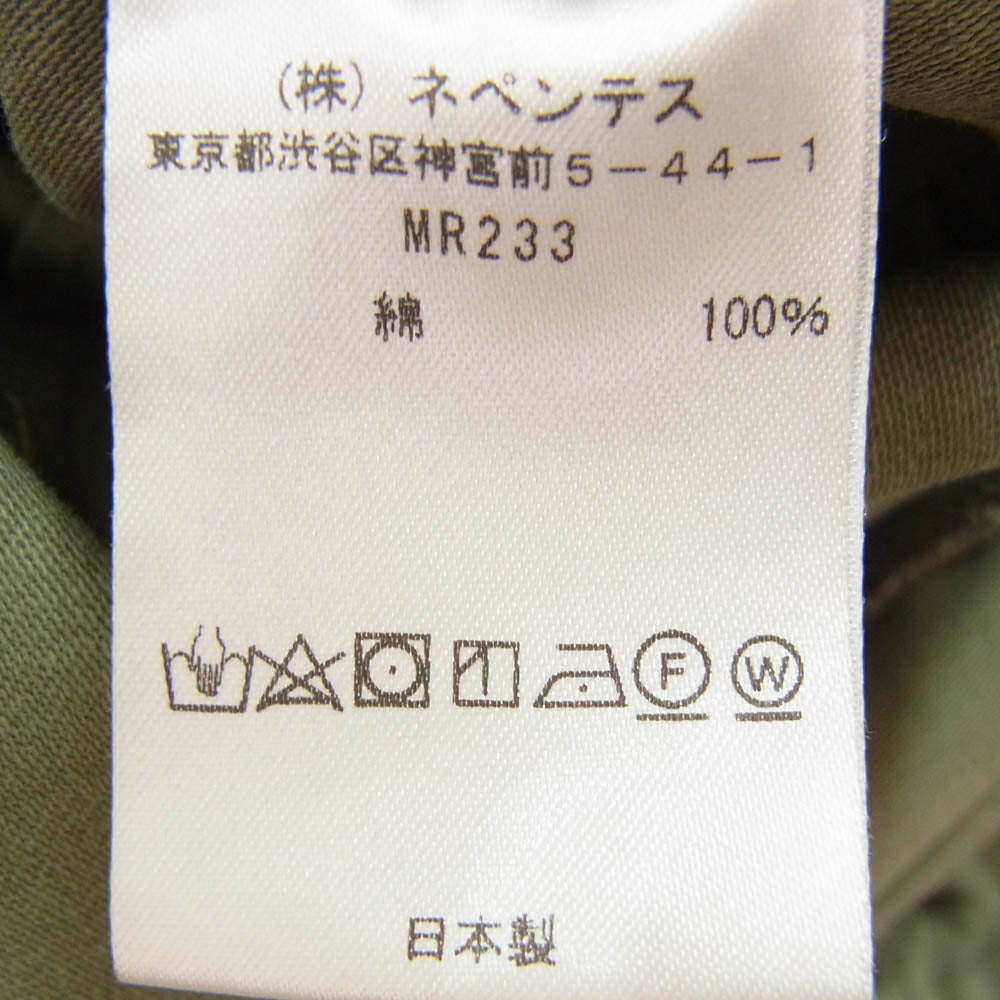 (株) ネペンテス
東京都渋谷区神宮前5-44-1
MR233
綿 100%
F W
日本製